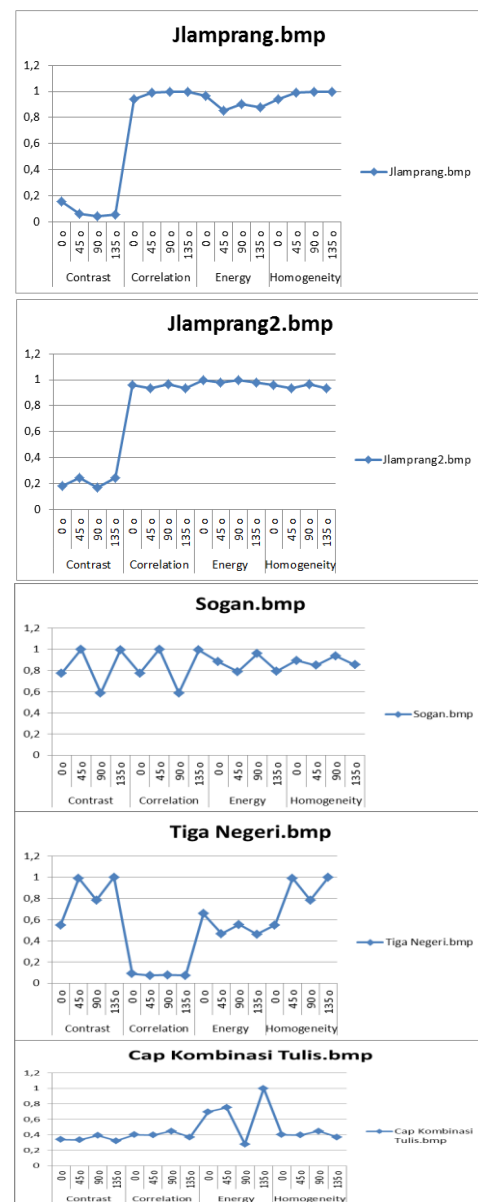 Jlamprang.bmp
1,2
1
0,8
0,6
0,4
0,2
0
Jlamprang.bmp
0 o 45 o 90 o 135 o 0 o 45 o 90 o 135 o 0 o 45 o 90 o 135 o 0 o 45 o 90 o 135 o
Contrast Correlation Energy Homogeneity
Jlamprang2.bmp
1,2
1
0,8
0,6
0,4
0,2
0
Jlamprang2.bmp
0 o 45 o 90 o 135 o 0 o 45 o 90 o 135 o 0 o 45 o 90 o 135 o 0 o 45 o 90 o 135 o
Contrast Correlation Energy Homogeneity
Sogan.bmp
1,2
1
0,8
0,6
0,4
0,2
0
Sogan.bmp
0 o 45 o 90 o 135 o 0 o 45 o 90 o 135 o 0 o 45 o 90 o 135 o 0 o 45 o 90 o 135 o
Contrast Correlation Energy Homogeneity
Tiga Negeri.bmp
1,2
1
0,8
0,6
0,4
0,2
0
Tiga Negeri.bmp
0 o 45 o 90 o 135 o 0 o 45 o 90 o 135 o 0 o 45 o 90 o 135 o 0 o 45 o 90 o 135 o
Contrast Correlation Energy Homogeneity
Cap Kombinasi Tulis.bmp
1,2
1
0,8
0,6
0,4
0,2
0
Cap Kombinasi
Tulis.bmp
0 o 45 o 90 o 135 o 0 o 45 o 90 o 135 o 0 o 45 o 90 o 135 o 0 o 45 o 90 o 135 o
Contrast Correlation Energy Homogeneity